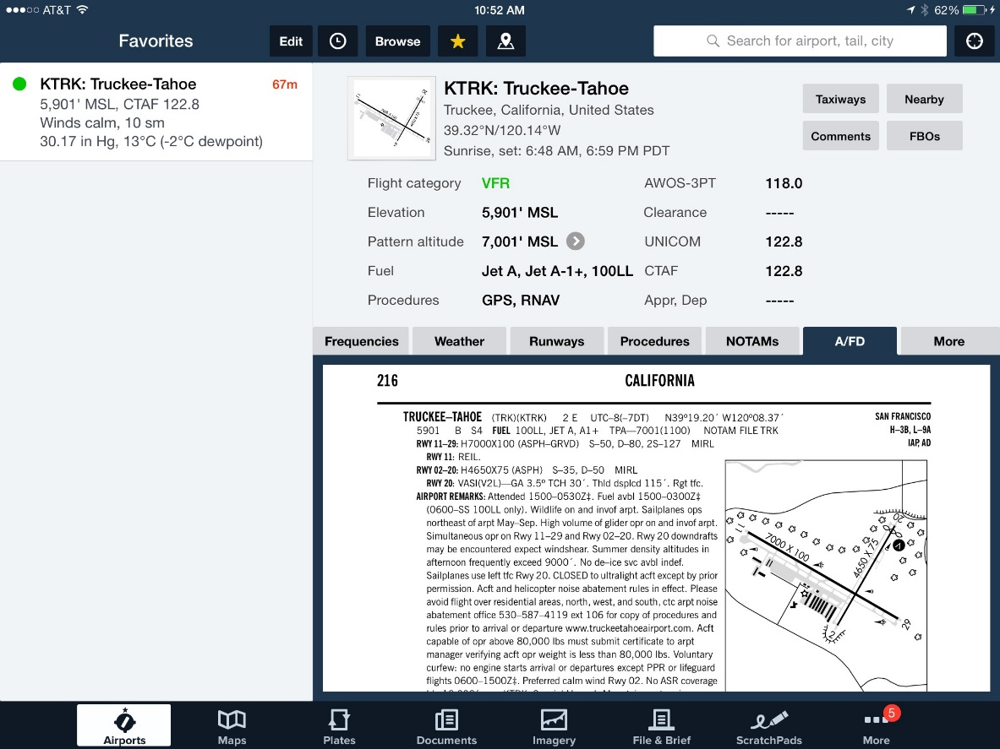 AT&T 10:52 AM 62%
Favorites Edit Browse Search for airport, tail, city
KTRK: Truckee-Tahoe 67m
5,901' MSL, CTAF 122.8
Winds calm, 10 sm
30.17 in Hg, 13°C (-2°C dewpoint)
KTRK: Truckee-Tahoe
Truckee, California, United States
39.32°N/120.14°W
Sunrise, set: 6:48 AM, 6:59 PM PDT
Taxiways Nearby
Comments FBOs
Flight category VFR AWOS-3PT 118.0
Elevation 5,901' MSL Clearance -----
Pattern altitude 7,001' MSL UNICOM 122.8
Fuel Jet A, Jet A-1+, 100LL CTAF 122.8
Procedures GPS, RNAV Appr, Dep -----
Frequencies Weather Runways Procedures NOTAMs A/FD More
216 CALIFORNIA
TRUCKEE–TAHOE (TRK)(KTRK) 2 E UTC–8(–7DT) N39º19.20´ W120º08.37´ SAN FRANCISCO
5901 B S4 FUEL 100LL, JET A, A1+ TPA—7001(1100) NOTAM FILE TRK H–3B, L–9A
RWY 11–29: H7000X100 (ASPH–GRVD) S–50, D–80, 2S–127 MIRL IAP, AD
RWY 11: REIL.
RWY 02–20: H4650X75 (ASPH) S–35, D–50 MIRL
RWY 20: VASI(V2L)—GA 3.5º TCH 30´. Thld dsplcd 115´. Rgt tfc.
AIRPORT REMARKS: Attended 1500–0530Z‡. Fuel avbl 1500–0300Z‡
(0600–SS 100LL only). Wildlife on and invof arpt. Sailplanes ops
northeast of arpt May–Sep. High volume of glider opr on and invof arpt.
Simultaneous opr on Rwy 11–29 and Rwy 02–20. Rwy 20 downdrafts
may be encountered expect windshear. Summer density altitudes in
afternoon frequently exceed 9000´. No de–ice svc avbl indef.
Sailplanes use left tfc Rwy 20. CLOSED to ultralight acft except by prior
permission. Acft and helicopter noise abatement rules in effect. Please
avoid flight over residential areas, north, west, and south, ctc arpt noise
abatement office 530–587–4119 ext 106 for copy of procedures and
rules prior to arrival or departure www.truckeetahoeairport.com. Acft
capable of opr above 80,000 lbs must submit certificate to arpt
manager verifying acft opr weight is less than 80,000 lbs. Voluntary
curfew: no engine starts arrival or departures except PPR or lifeguard
flights 0600–1500Z‡. Preferred calm wind Rwy 02. No ASR coverage
11
20
7000 X 100
4650 X 75
29
2
Airports Maps Plates Documents Imagery File & Brief ScratchPads More 5